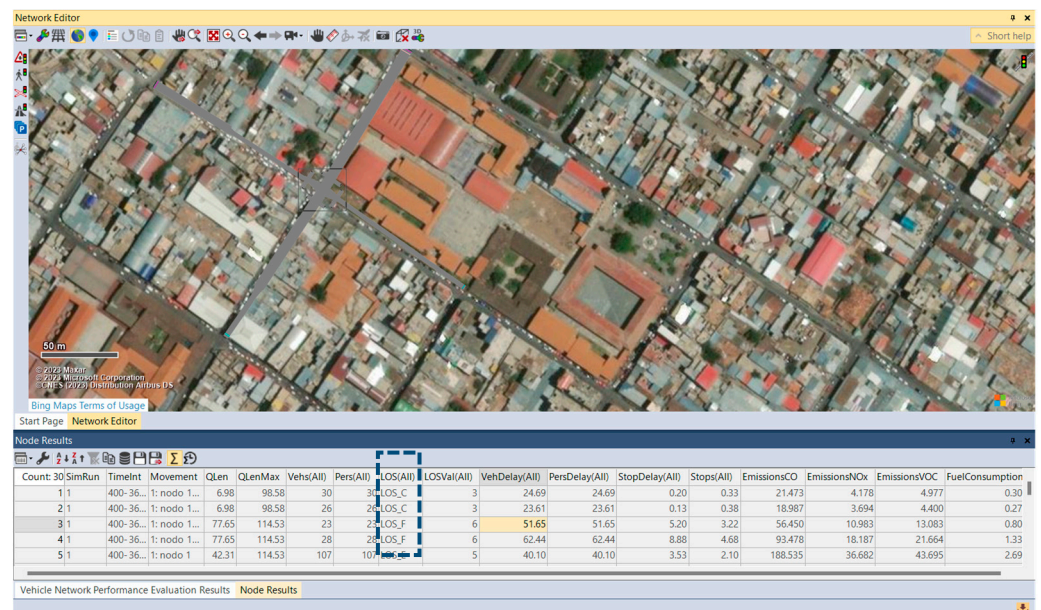 Network Editor
Short help
50 m
© 2023 Maxar
© 2023 Microsoft Corporation
©CNES (2023) Distribution Airbus DS
Bing Maps Terms of Usage
Start Page Network Editor
Node Results
Count: 30 SimRun TimeInt Movement QLen QLenMax Vehs(All) Pers(All) LOS(All) LOSVal(All) VehDelay(All) PersDelay(All) StopDelay(All) Stops(All) EmissionsCO EmissionsNOx EmissionsVOC FuelConsumption
1 1 400-36... 1: nodo 1... 6.98 98.58 30 30 LOS_C 3 24.69 24.69 0.20 0.33 21.473 4.178 4.977 0.30
2 1 400-36... 1: nodo 1... 6.98 98.58 26 26 LOS_C 3 23.61 23.61 0.13 0.38 18.987 3.694 4.400 0.27
3 1 400-36... 1: nodo 1... 77.65 114.53 23 23 LOS_F 6 51.65 51.65 5.20 3.22 56.450 10.983 13.083 0.80
4 1 400-36... 1: nodo 1... 77.65 114.53 28 28 LOS_F 6 62.44 62.44 8.88 4.68 93.478 18.187 21.664 1.33
5 1 400-36... 1: nodo 1 42.31 114.53 107 107 5 40.10 40.10 3.53 2.10 188.535 36.682 43.695 2.69
Vehicle Network Performance Evaluation Results Node Results